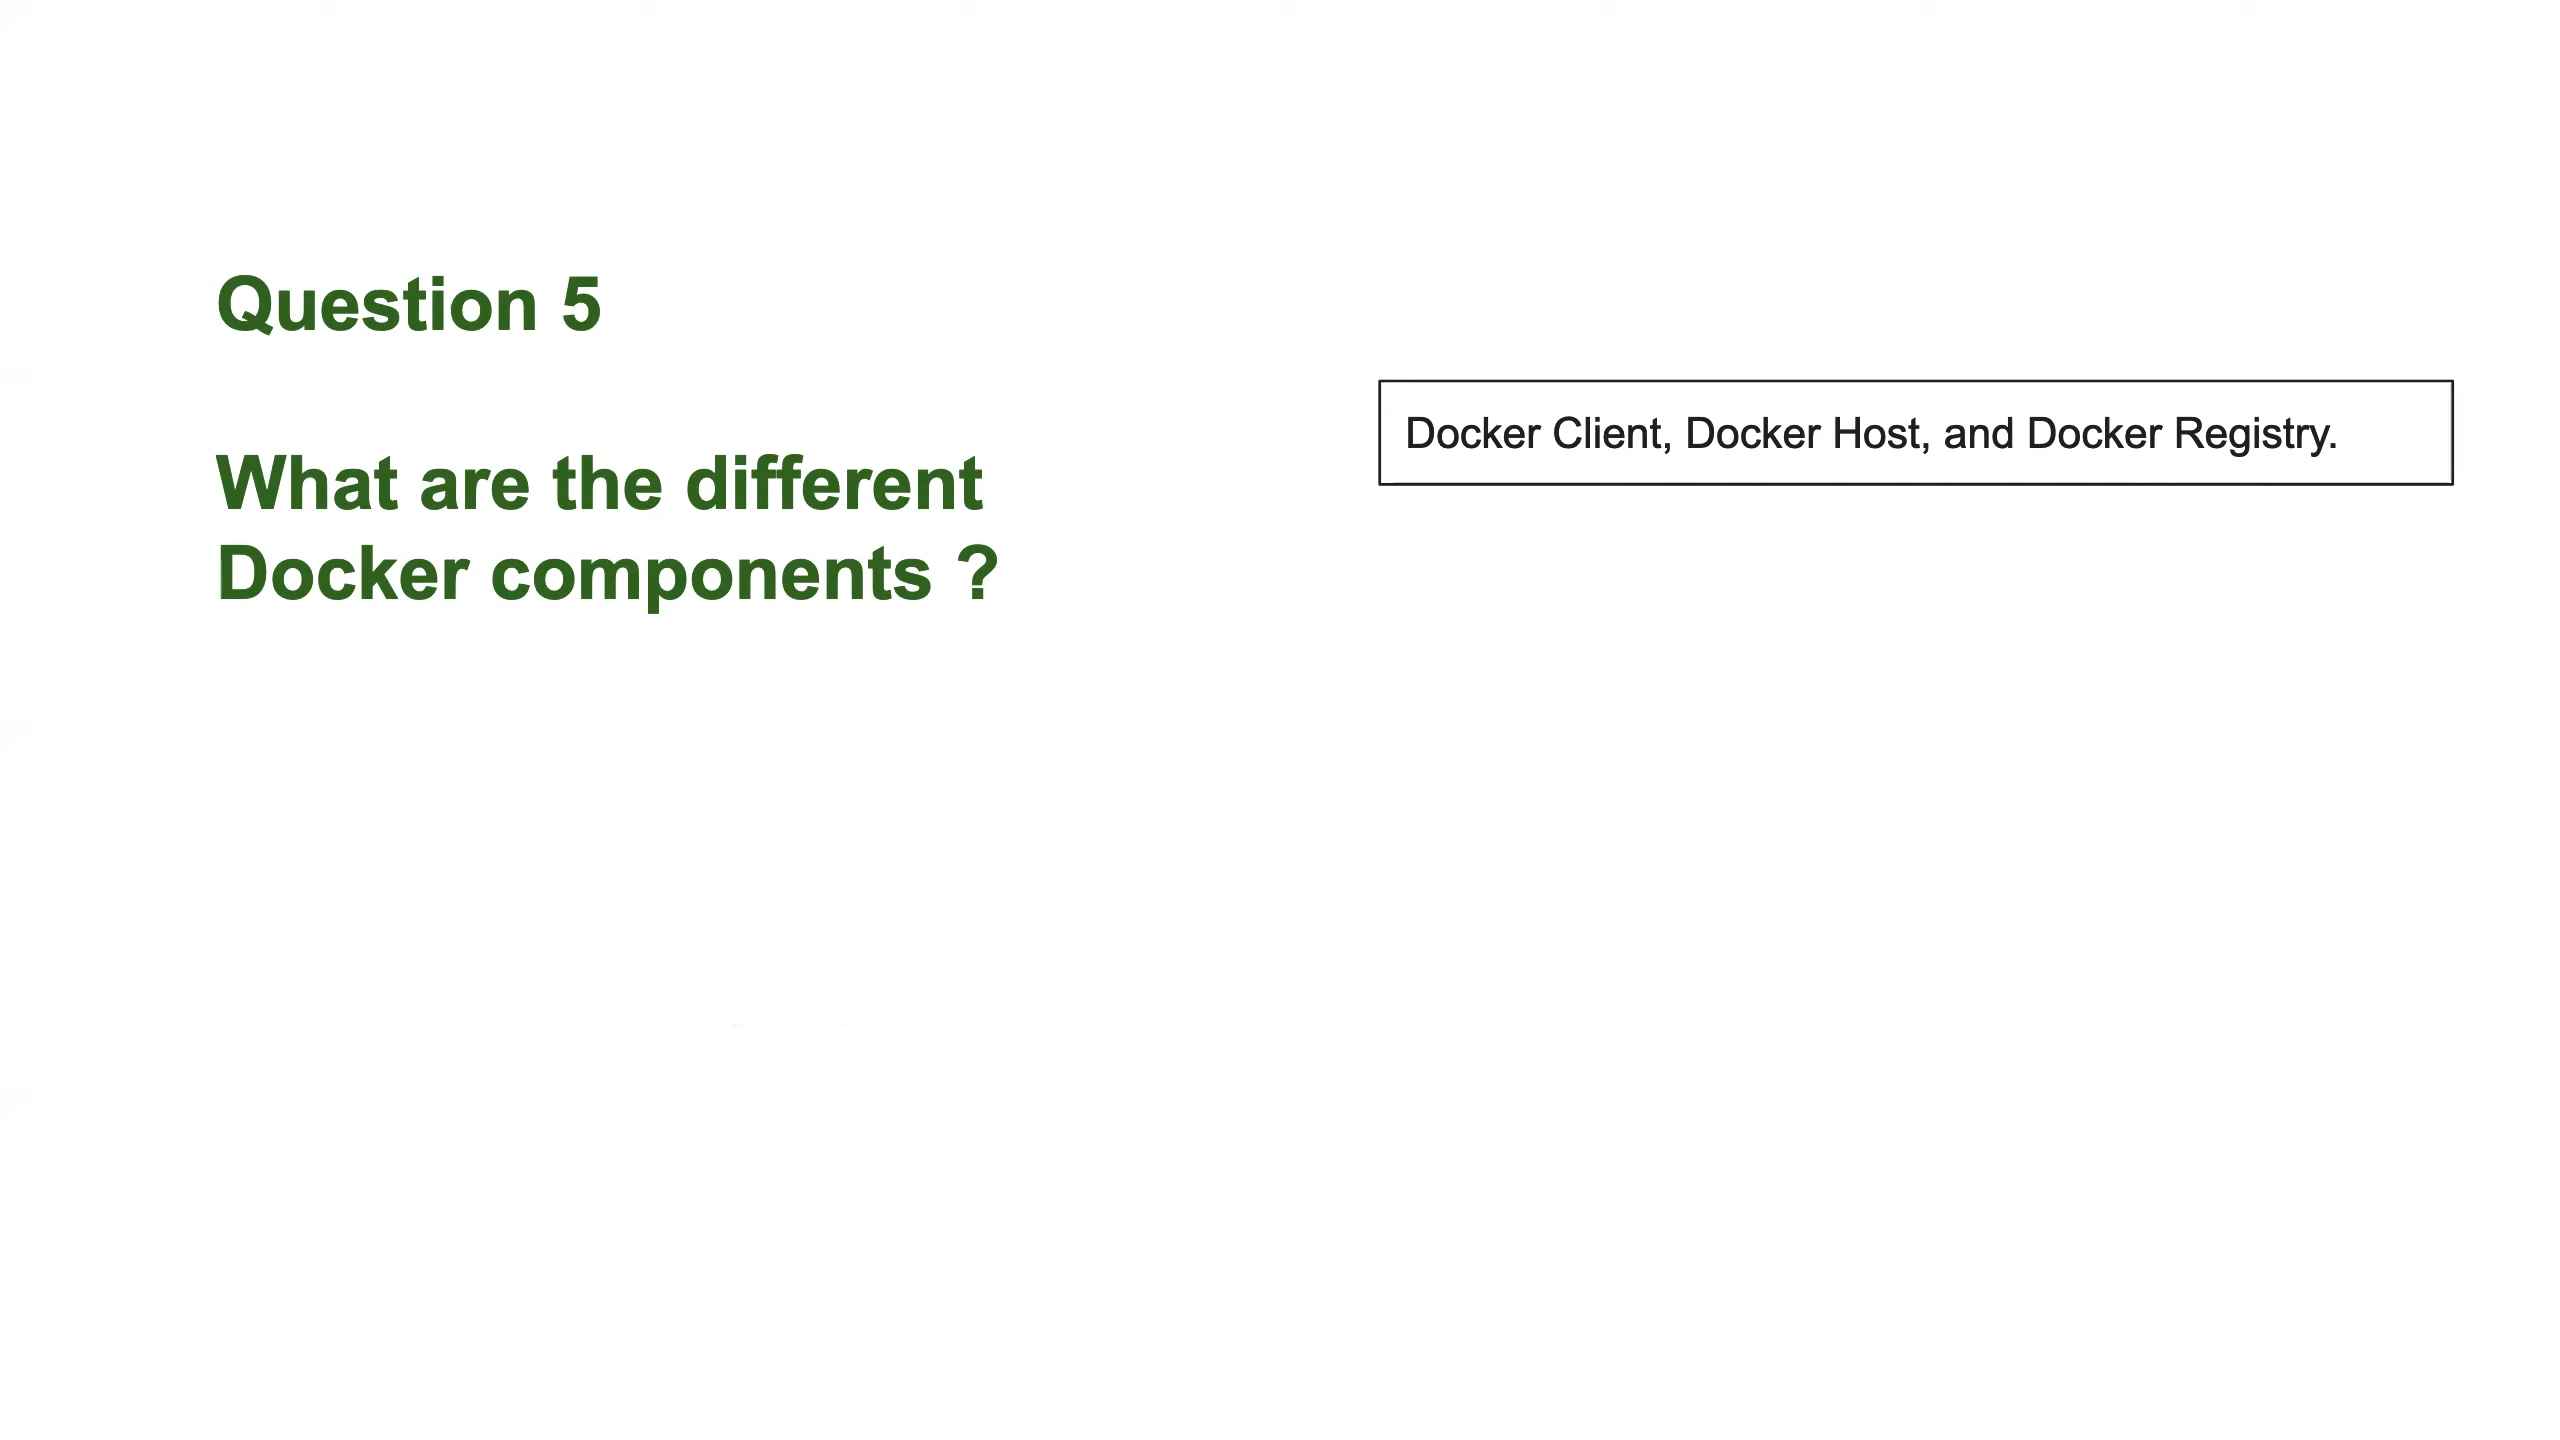 Question 5
What are the different
Docker components ?
Docker Client, Docker Host, and Docker Registry.